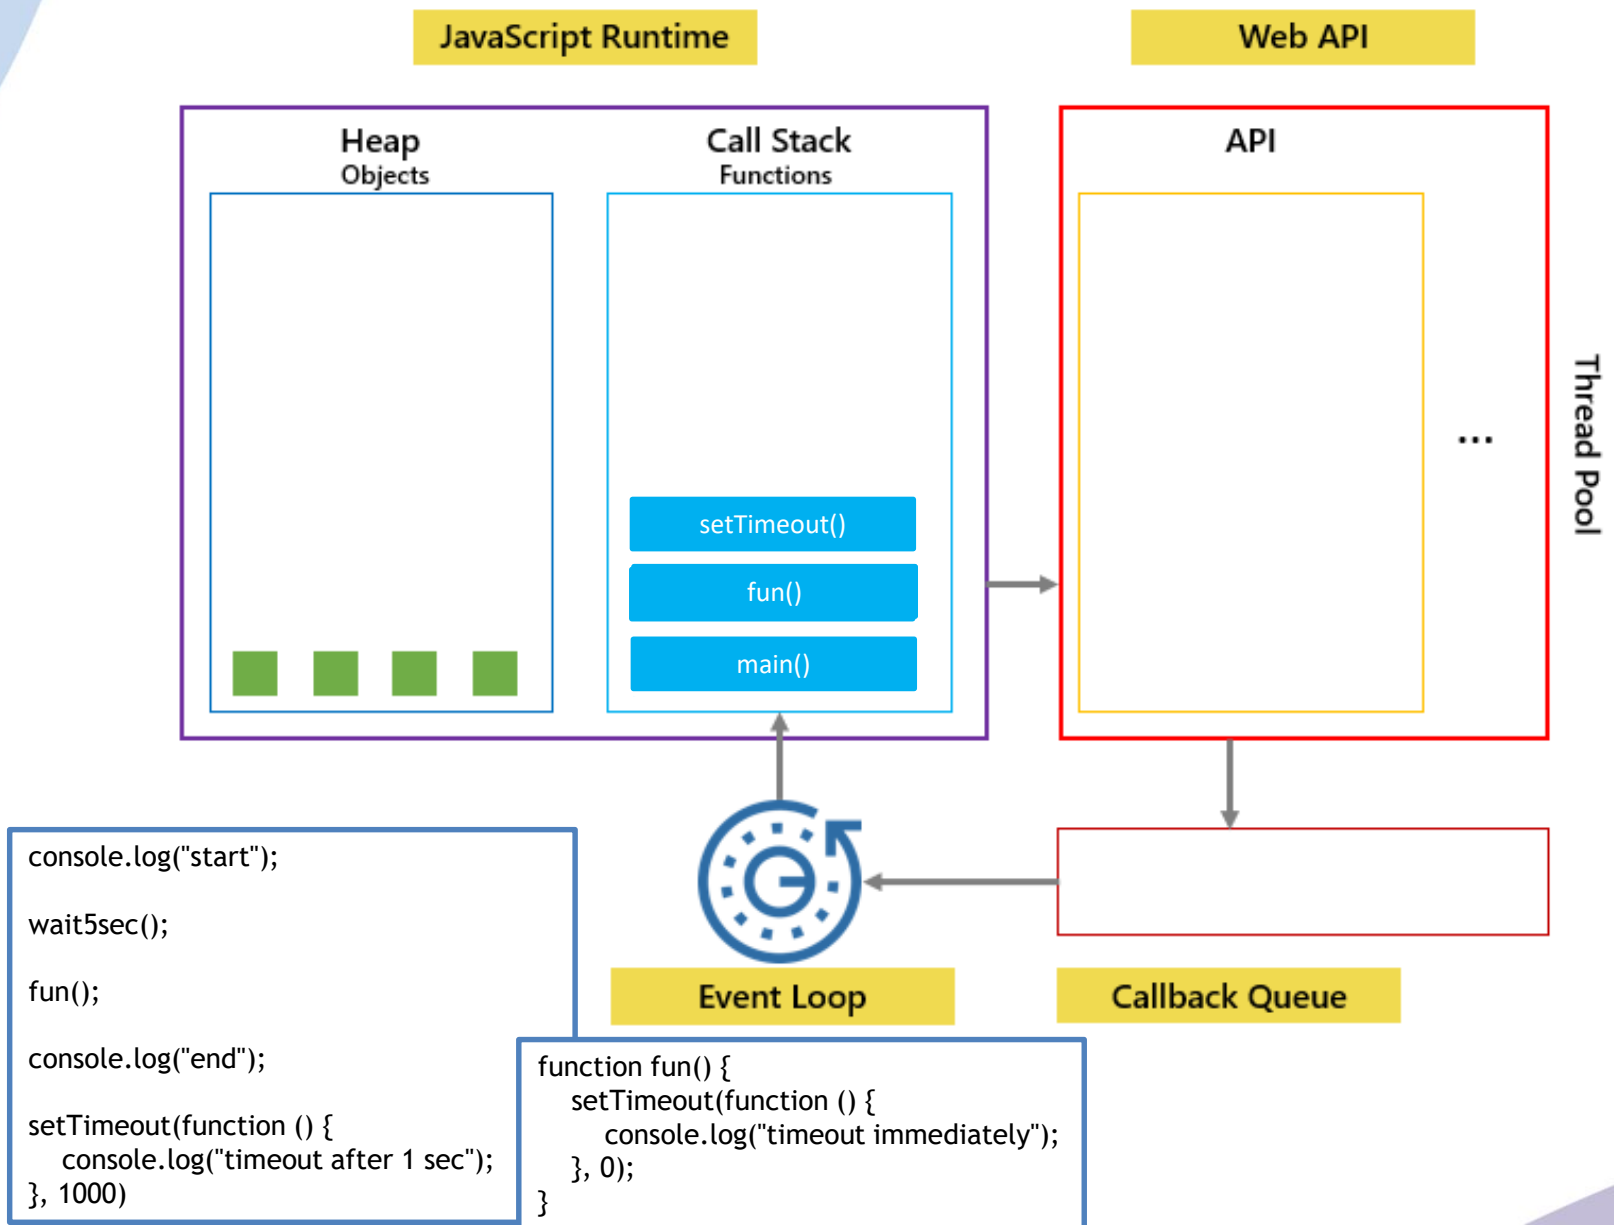 JavaScript Runtime
Web API
Heap
Objects
Call Stack
Functions
API
setTimeout()
fun()
main()
...
Thread Pool
console.log("start");
wait5sec();
fun();
console.log("end");
setTimeout(function () {
console.log("timeout after 1 sec");
}, 1000)
Event Loop
Callback Queue
function fun() {
setTimeout(function () {
console.log("timeout immediately");
}, 0);
}